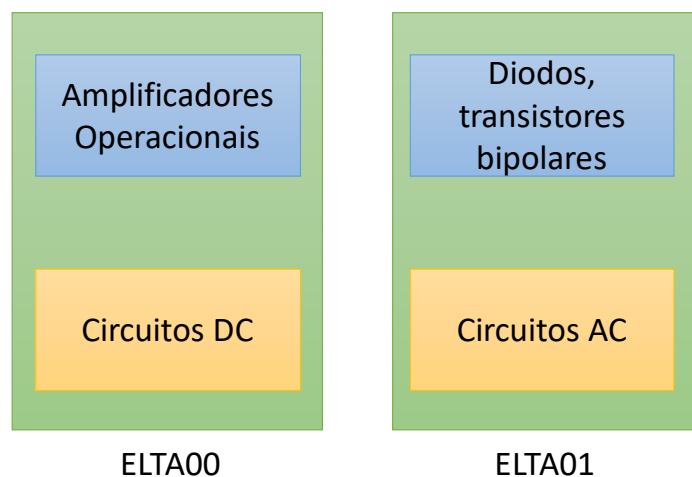 Amplificadores
Operacionais
Circuitos DC
ELTA00
Diodos,
transistores
bipolares
Circuitos AC
ELTA01